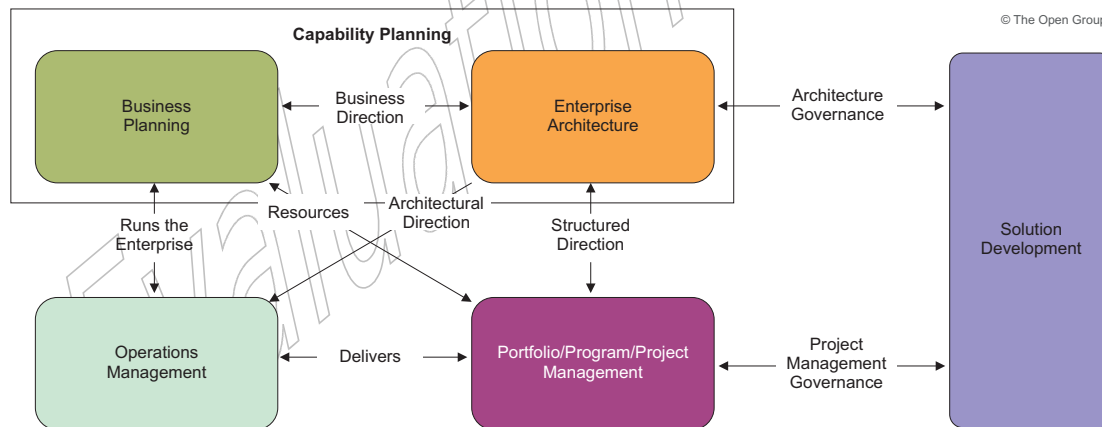 © The Open Group
Capability Planning
Business
Planning
Business
Direction
Enterprise
Architecture
Architecture
Governance
Resources
Architectural
Direction
Runs the
Enterprise
Structured
Direction
Solution
Development
Operations
Management
Delivers
Portfolio/Program/Project
Management
Project
Management
Governance